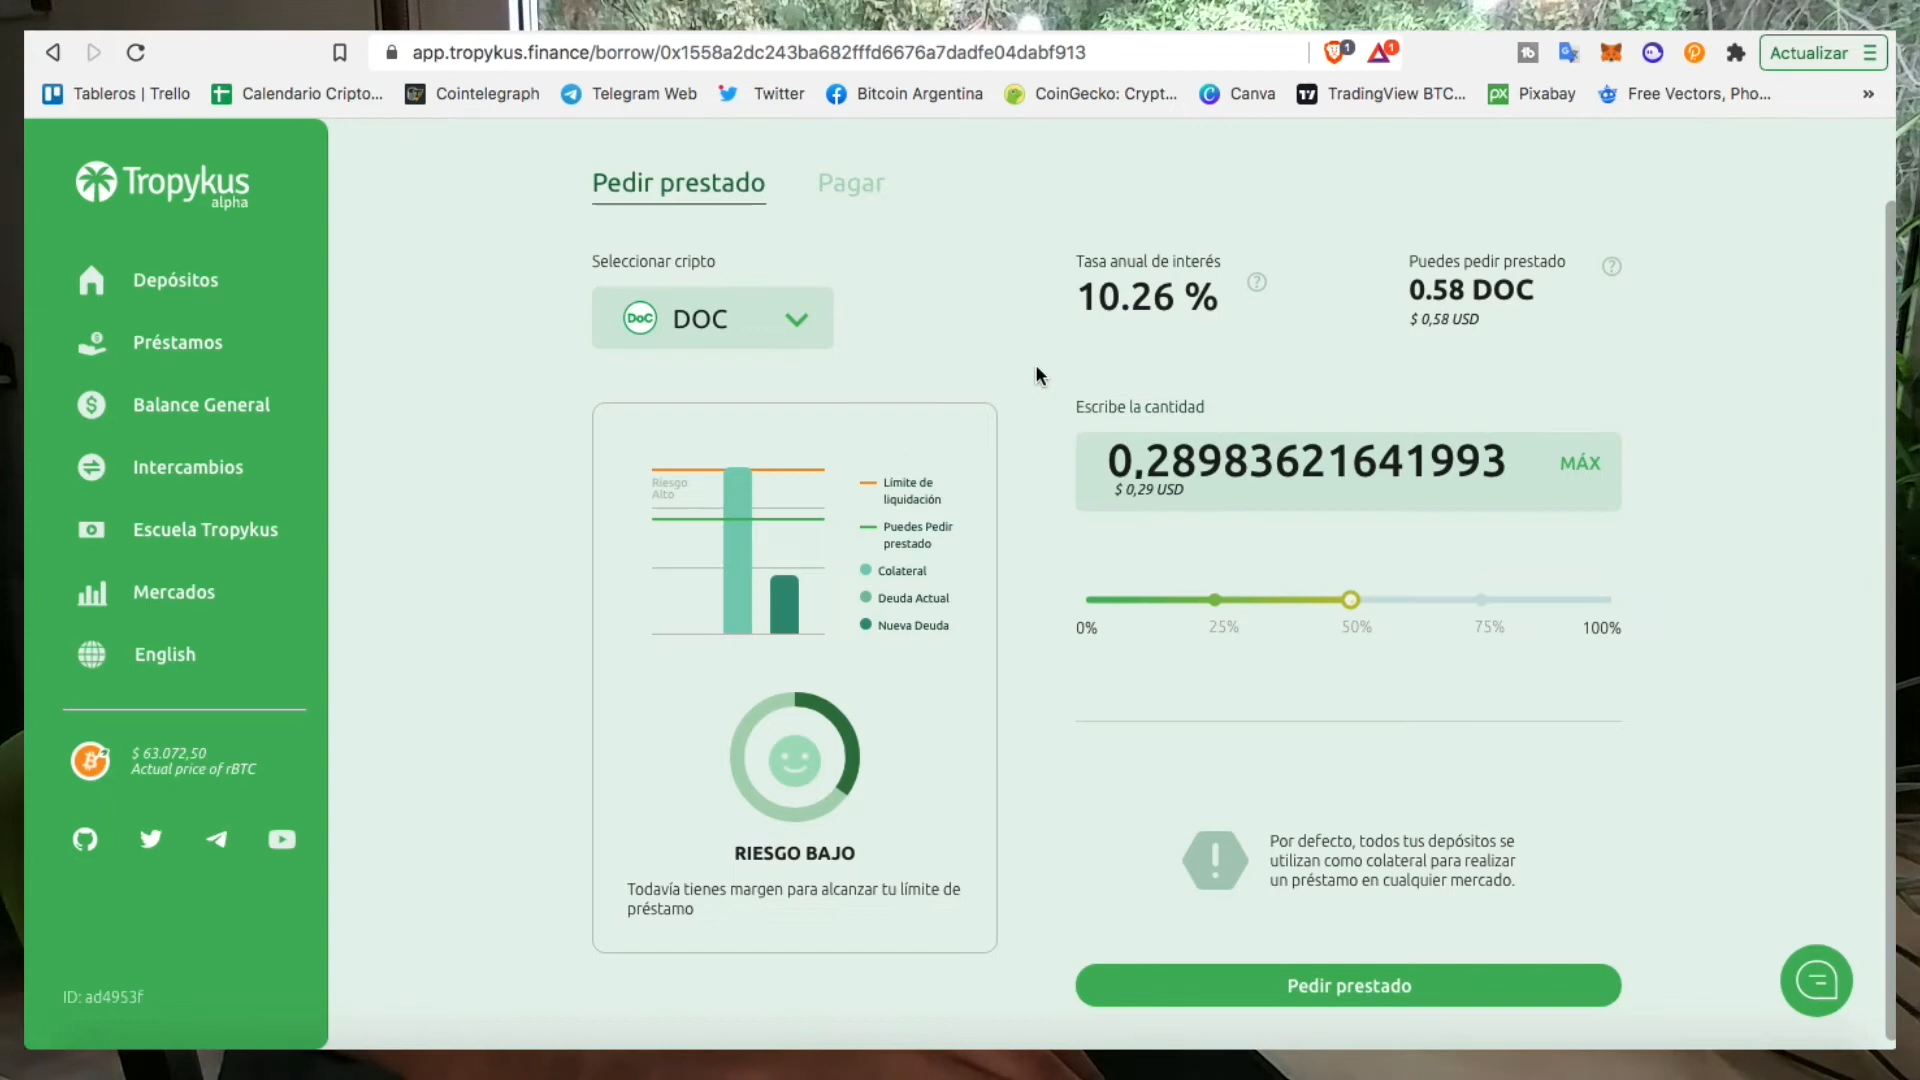 app.tropykus.finance/borrow/0x1558a2dc243ba682fffd6676a7dadfe04dabf913
1
1
Actualizar
Tableros | Trello
Calendario Cripto...
Cointelegraph
Telegram Web
Twitter
Bitcoin Argentina
CoinGecko: Crypt...
Canva
TradingView BTC...
Pixabay
Free Vectors, Pho...
»
Tropykus
alpha
Depósitos
Préstamos
Balance General
Intercambios
Escuela Tropykus
Mercados
English
$ 63.072,50
Actual price of rBTC
ID: ad4953f
Pedir prestado
Pagar
Seleccionar cripto
DOC DOC
Tasa anual de interés
10.26 %
?
Puedes pedir prestado
0.58 DOC
$ 0,58 USD
?
Escribe la cantidad
0,28983621641993
$ 0,29 USD
MÁX
0%
25%
50%
75%
100%
Riesgo
Alto
Límite de
liquidación
Puedes Pedir
prestado
Colateral
Deuda Actual
Nueva Deuda
RIESGO BAJO
Todavía tienes margen para alcanzar tu límite de
préstamo
Por defecto, todos tus depósitos se
utilizan como colateral para realizar
un préstamo en cualquier mercado.
Pedir prestado